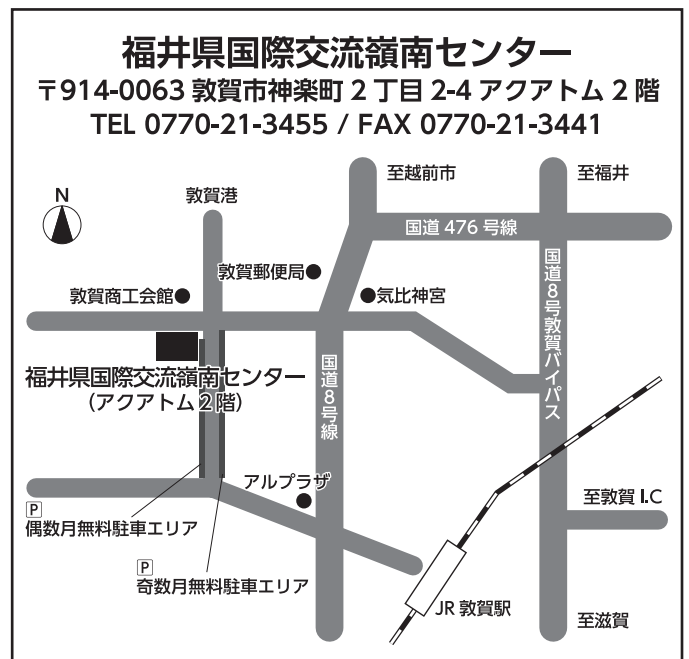 福井県国際交流嶺南センター
〒914-0063 敦賀市神楽町 2 丁目 2-4 アクアトム 2 階
TEL 0770-21-3455 / FAX 0770-21-3441
至越前市
至福井
N
敦賀港
国道 476 号線
敦賀郵便局
敦賀商工会館
気比神宮
国道8号敦賀バイパス
福井県国際交流嶺南センター
(アクアトム 2 階)
国道8号線
アルプラザ
至敦賀 I.C
P
偶数月無料駐車エリア
P
奇数月無料駐車エリア
JR 敦賀駅
至滋賀